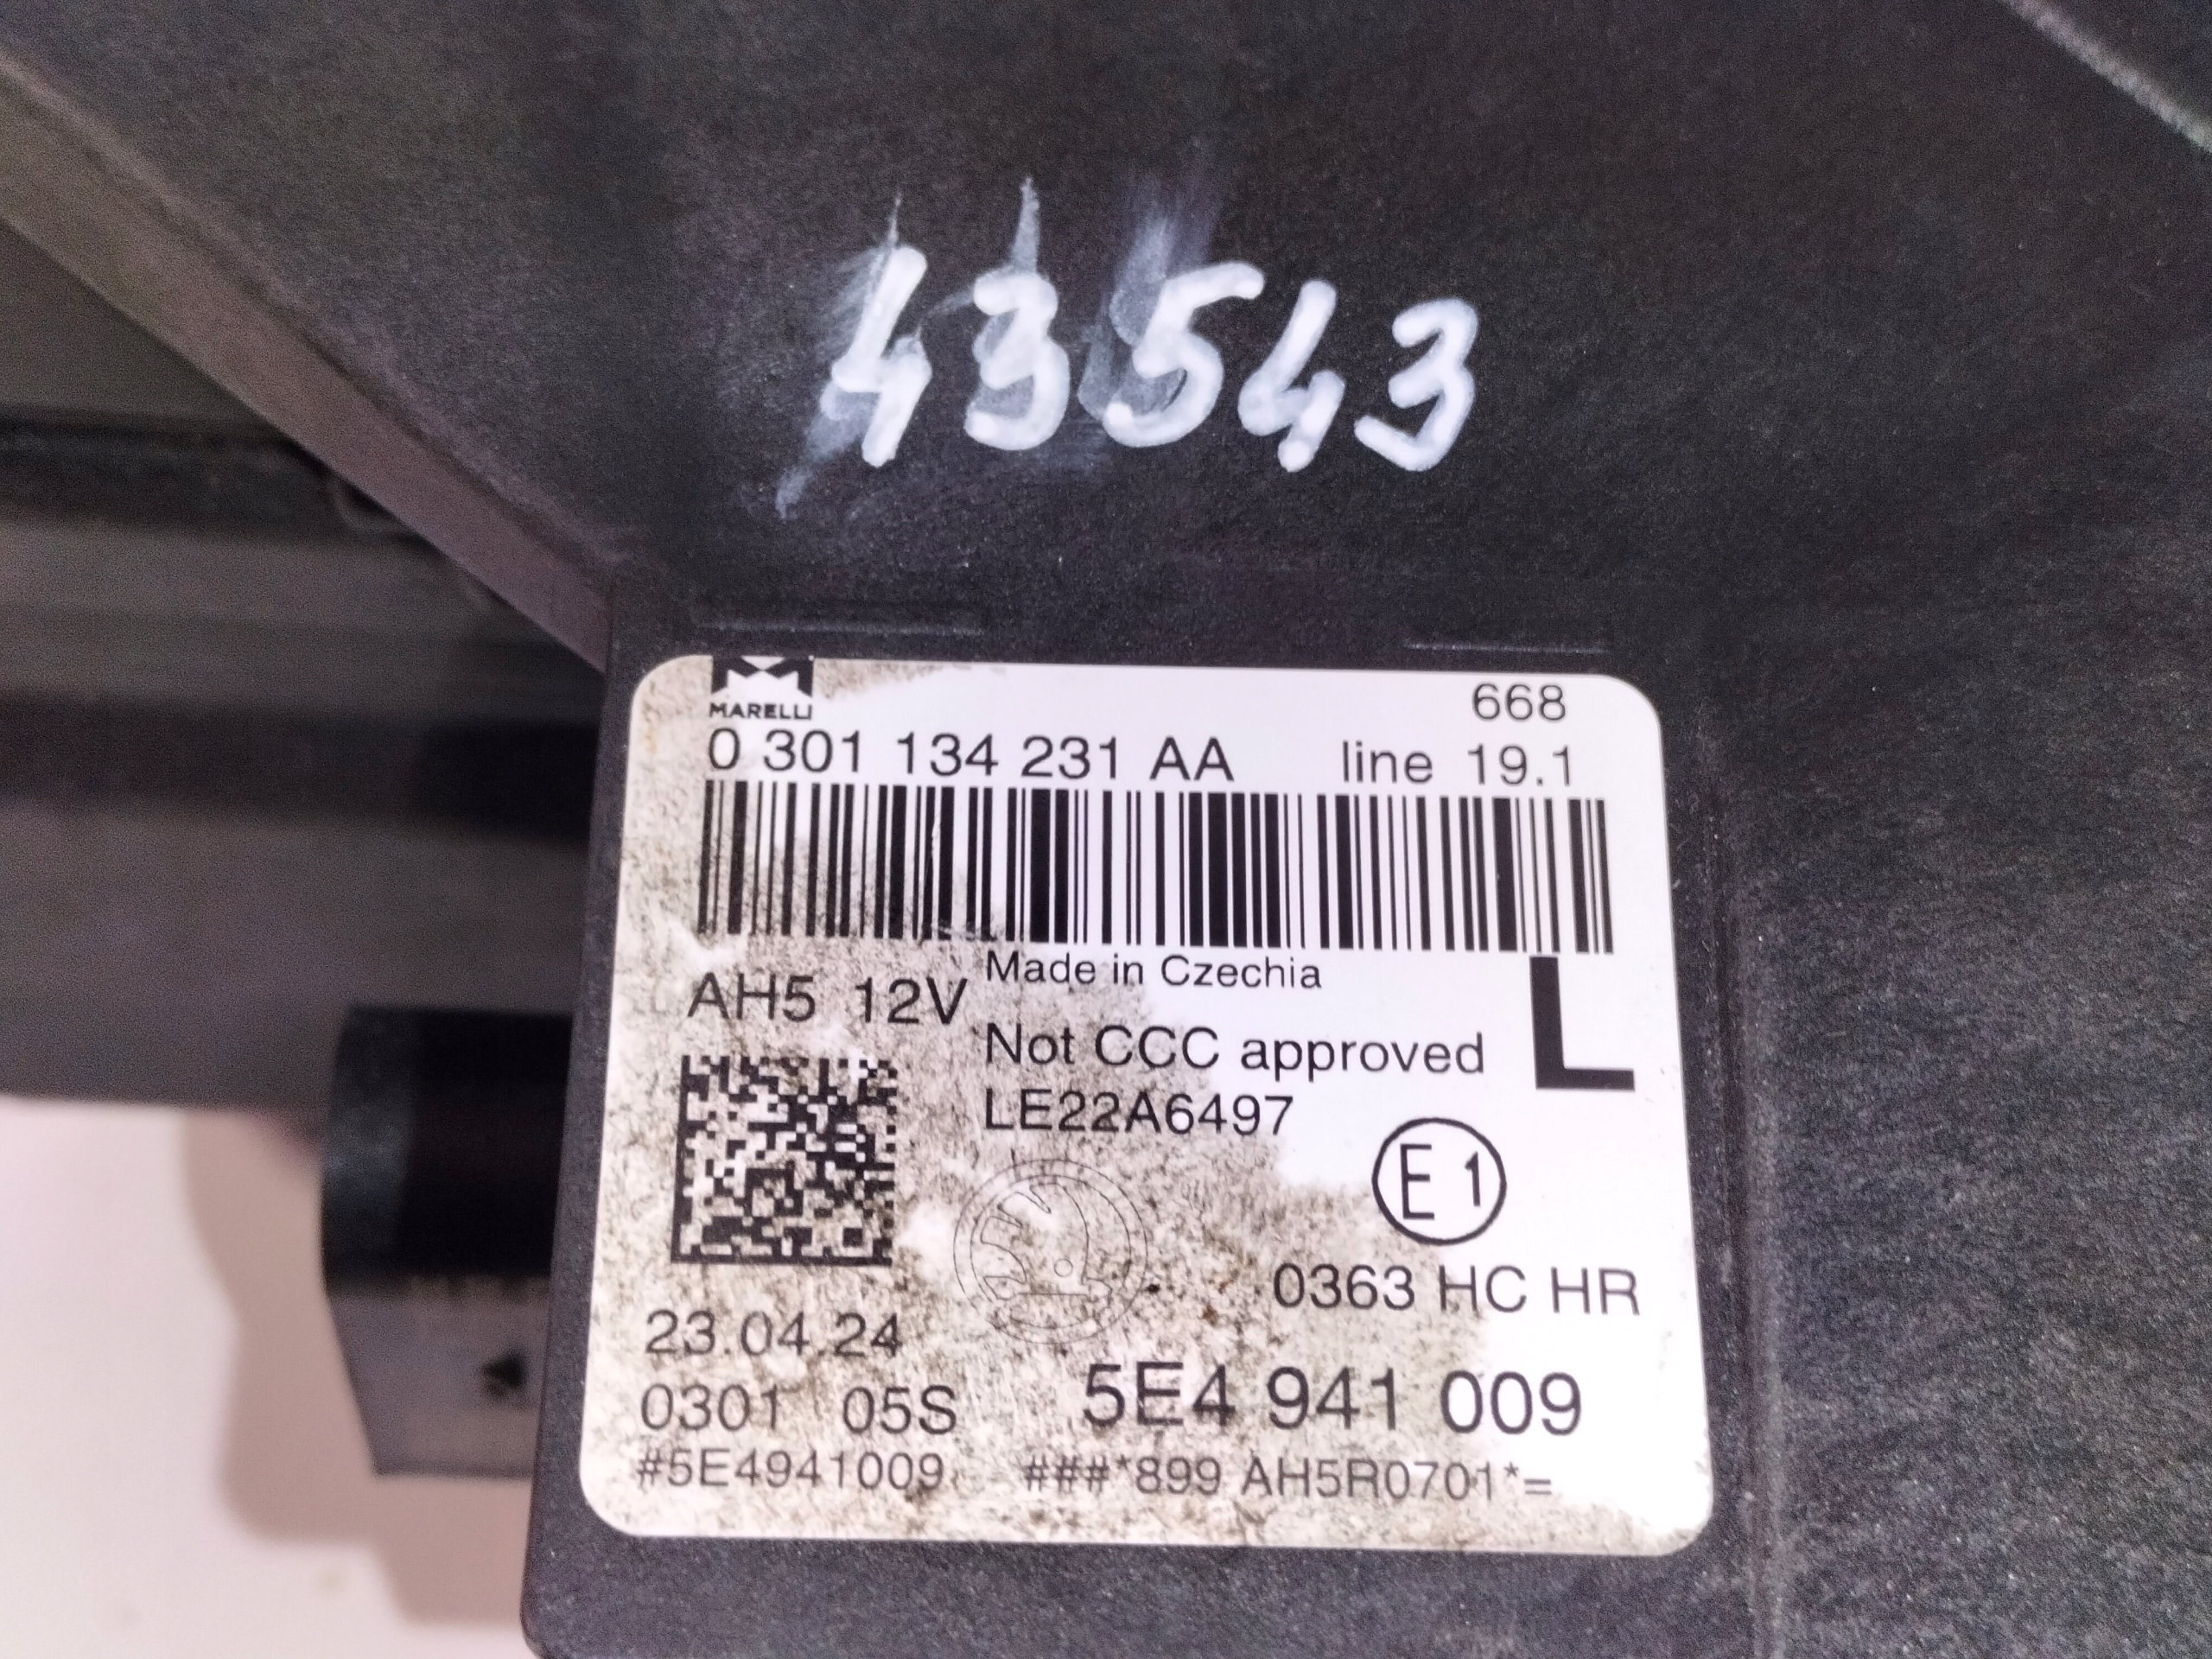 43543
MARELLI
668
0 301 134 231 AA line 19.1
Made in Czechia
AH5 12V
L
Not CCC approved
LE22A6497
E1
0363 HC HR
23.04.24
0301 05S
5E4 941 009
#5E4941009 ###*899 AH5R0701*=